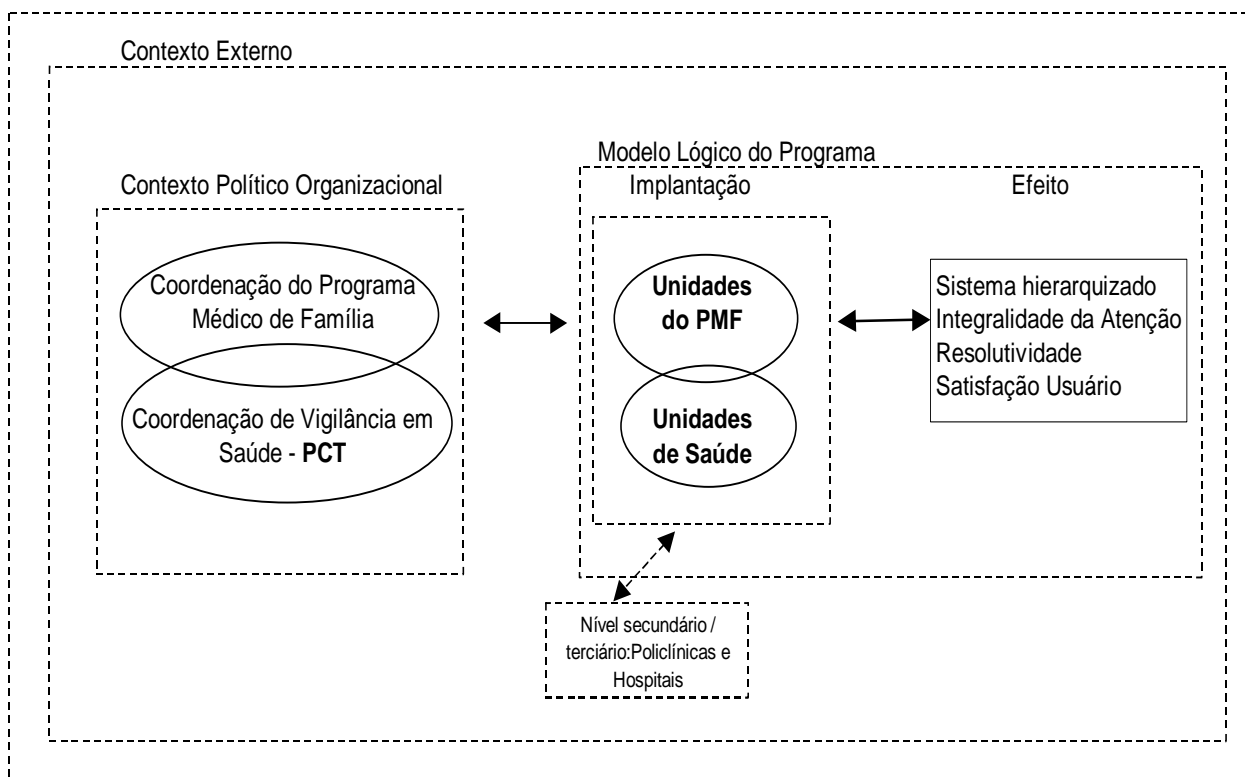 Contexto Externo
Contexto Político Organizacional
Coordenação do Programa
Médico de Família
Coordenação de Vigilância em
Saúde - PCT
Modelo Lógico do Programa
Implantação
Efeito
Unidades
do PMF
Unidades
de Saúde
Sistema hierarquizado
Integralidade da Atenção
Resolutividade
Satisfação Usuário
Nível secundário /
terciário:Policlínicas e
Hospitais